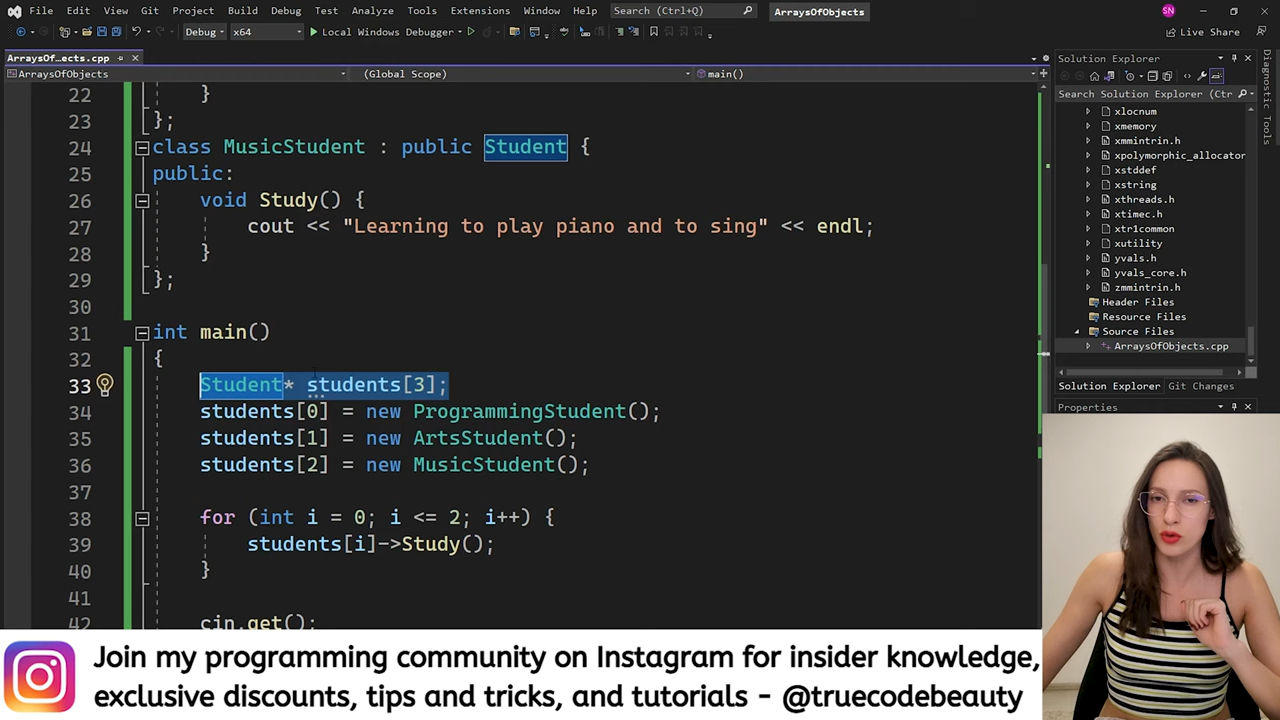 File Edit View Git Project Build Debug Test Analyze Tools Extensions Window Help Search (Ctrl+Q) ArraysOfObjects SN
Debug x64 Local Windows Debugger Live Share
ArraysOf...ects.cpp
ArraysOfObjects (Global Scope) main()
22 }
23 };
24 class MusicStudent : public Student {
25 public:
26 void Study() {
27 cout << "Learning to play piano and to sing" << endl;
28 }
29 };
30
31 int main()
32 {
33 Student* students[3];
34 students[0] = new ProgrammingStudent();
35 students[1] = new ArtsStudent();
36 students[2] = new MusicStudent();
37
38 for (int i = 0; i <= 2; i++) {
39 students[i]->Study();
40 }
41
42 cin.get();
Solution Explorer
Search Solution Explorer (Ctr
xlocnum
xmemory
xmmintrin.h
xpolymorphic_allocator
xstddef
xstring
xthreads.h
xtimec.h
xtr1common
xutility
yvals.h
yvals_core.h
zmmintrin.h
Header Files
Resource Files
Source Files
ArraysOfObjects.cpp
Solution Explorer Git Changes
Properties
Diagnostic Tools
Join my programming community on Instagram for insider knowledge,
exclusive discounts, tips and tricks, and tutorials - @truecodebeauty